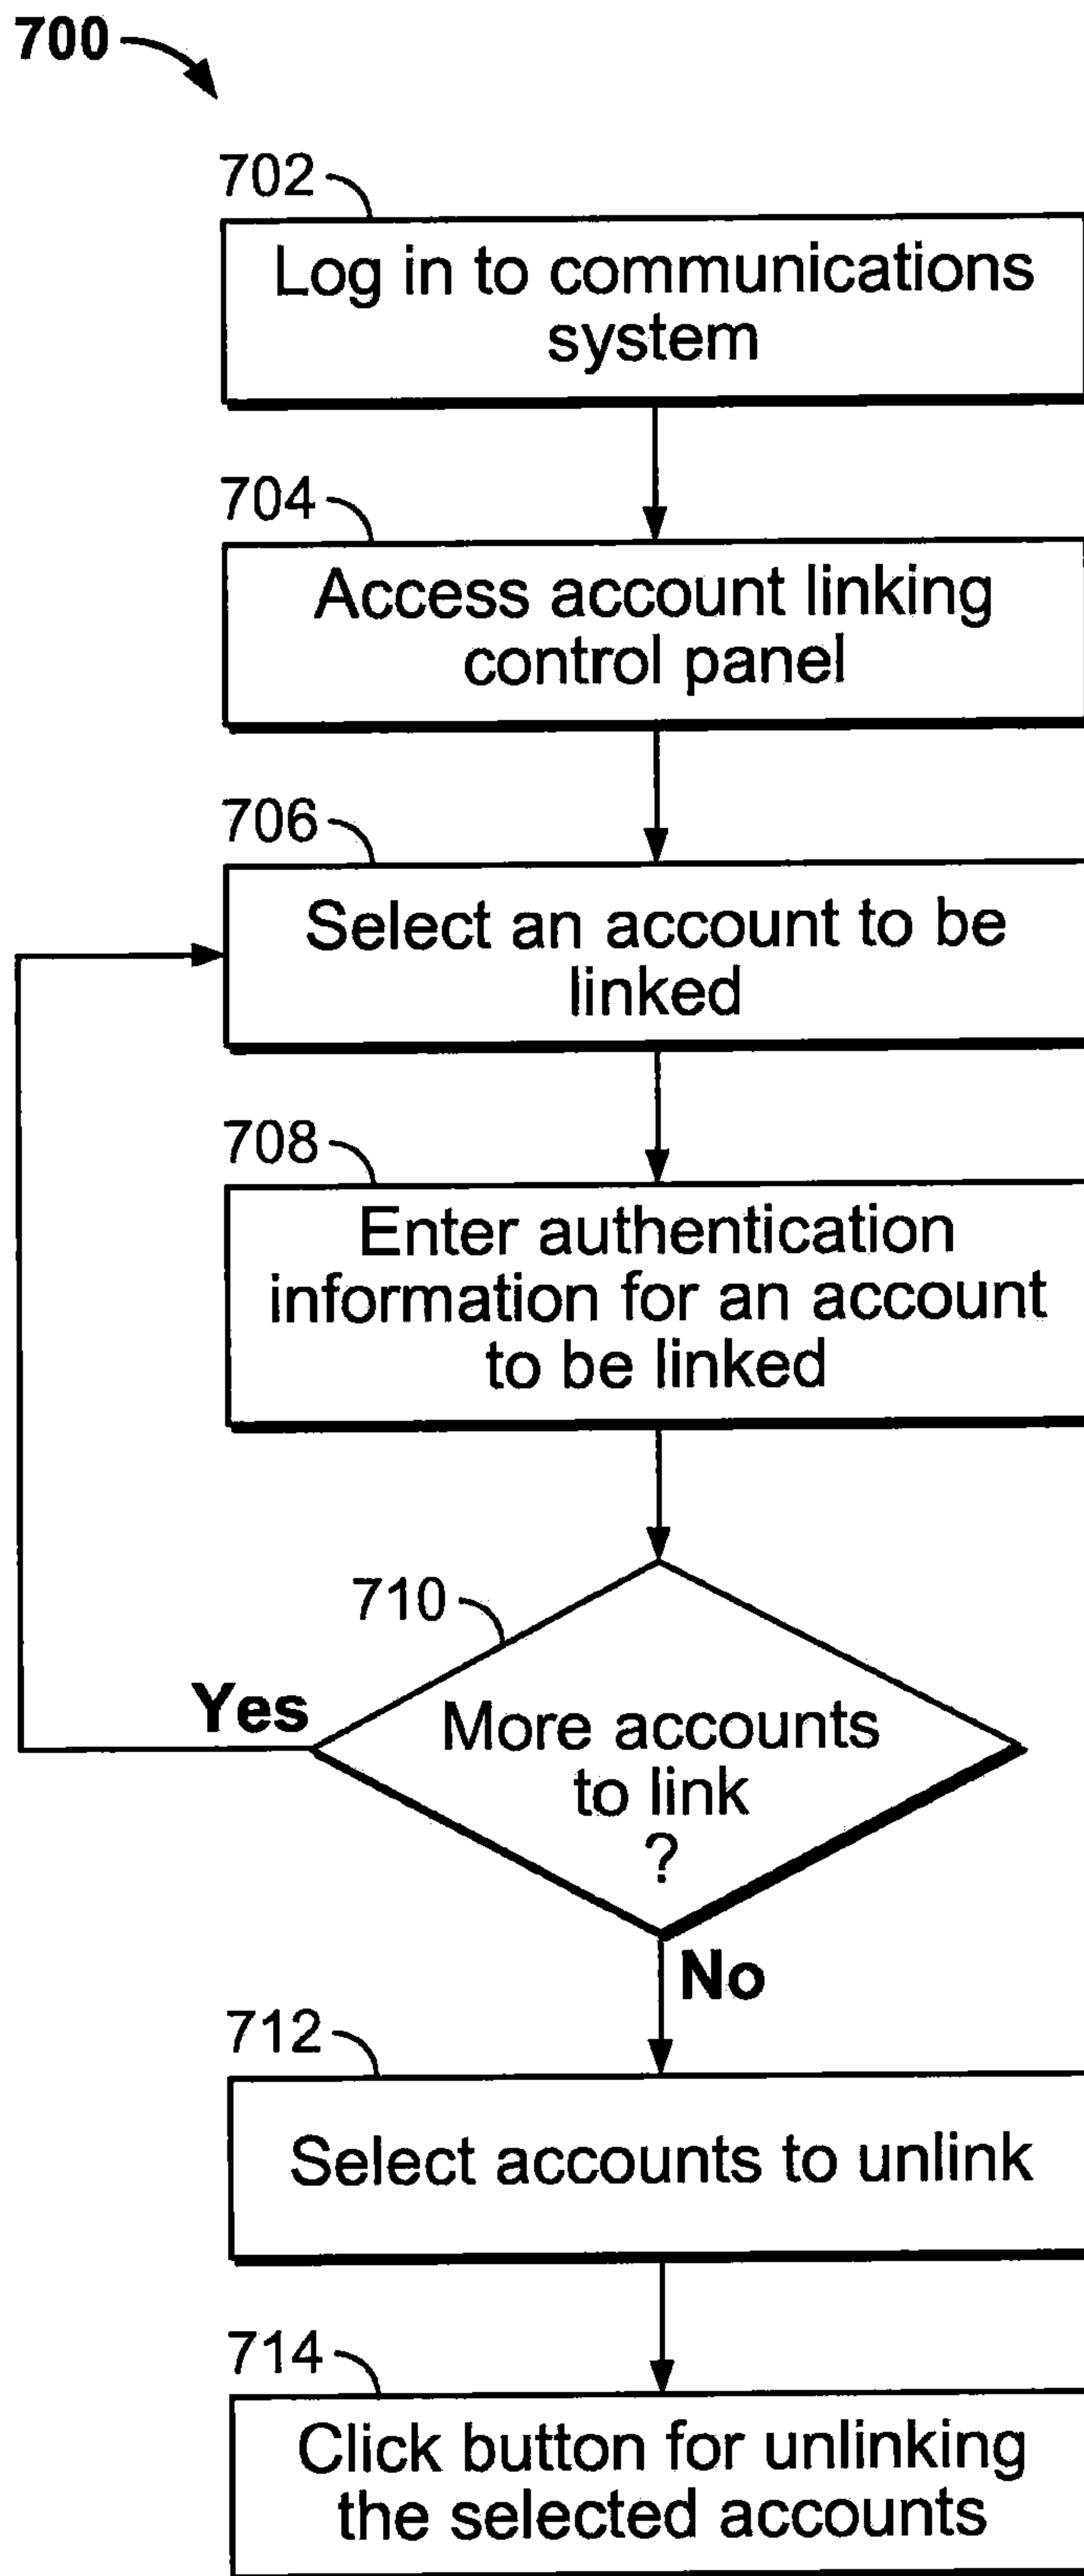 700
702
Log in to communications
system
704
Access account linking
control panel
706
Select an account to be
linked
708
Enter authentication
information for an account
to be linked
710
Yes
More accounts
to link
?
No
712
Select accounts to unlink
714
Click button for unlinking
the selected accounts